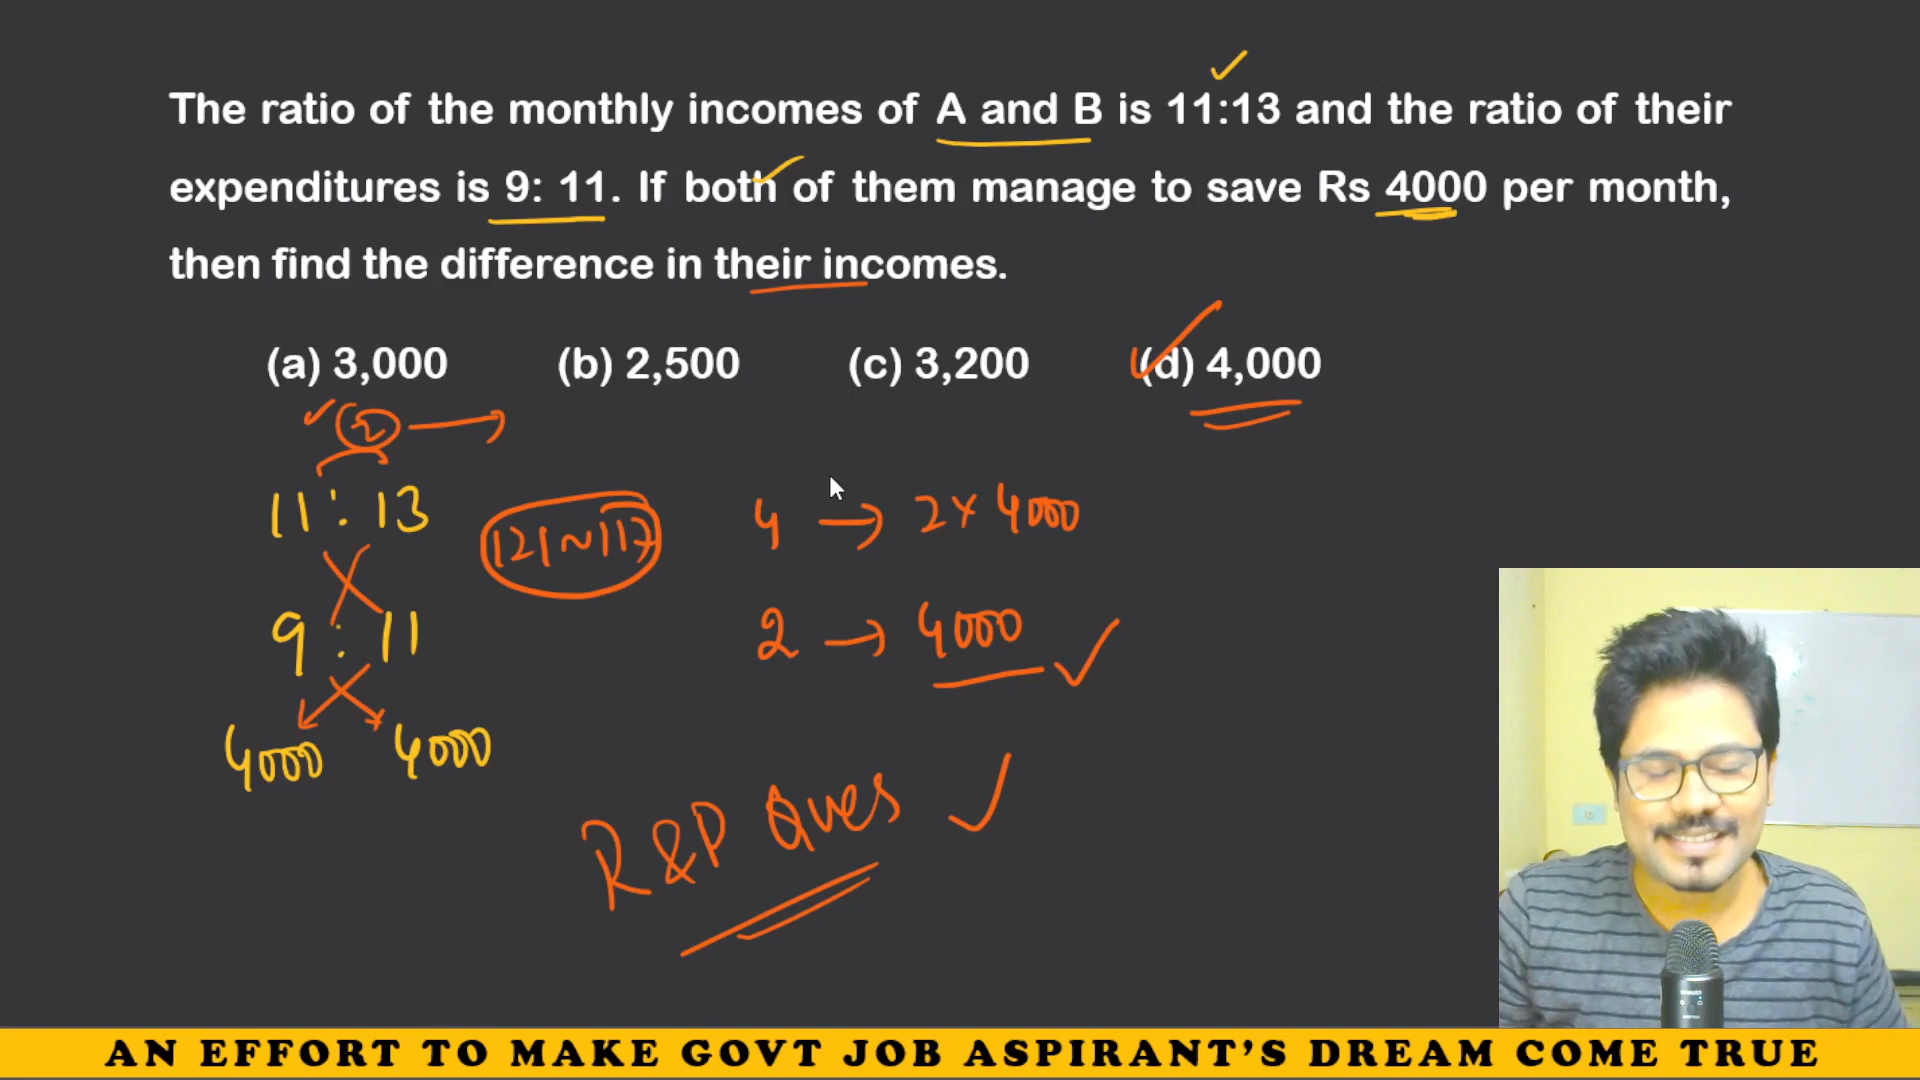 The ratio of the monthly incomes of A and B is 11:13 and the ratio of their
expenditures is 9: 11. If both of them manage to save Rs 4000 per month,
then find the difference in their incomes.
(a) 3,000 (b) 2,500 (c) 3,200 (d) 4,000
2
11 : 13
121~117
4 → 2x4000
9 : 11
2 → 4000
4000 4000
R&P Ques
AN EFFORT TO MAKE GOVT JOB ASPIRANT'S DREAM COME TRUE